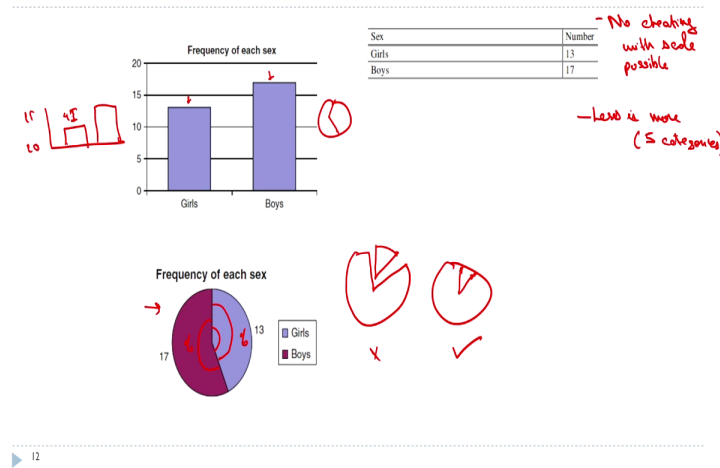 Frequency of each sex
20
15
10
5
0
Girls
Boys
15
10
Sex Number
Girls 13
Boys 17
- No cheating
with scale
possible
- Less is more
(5 categories)
Frequency of each sex
13
17
Girls
Boys
12